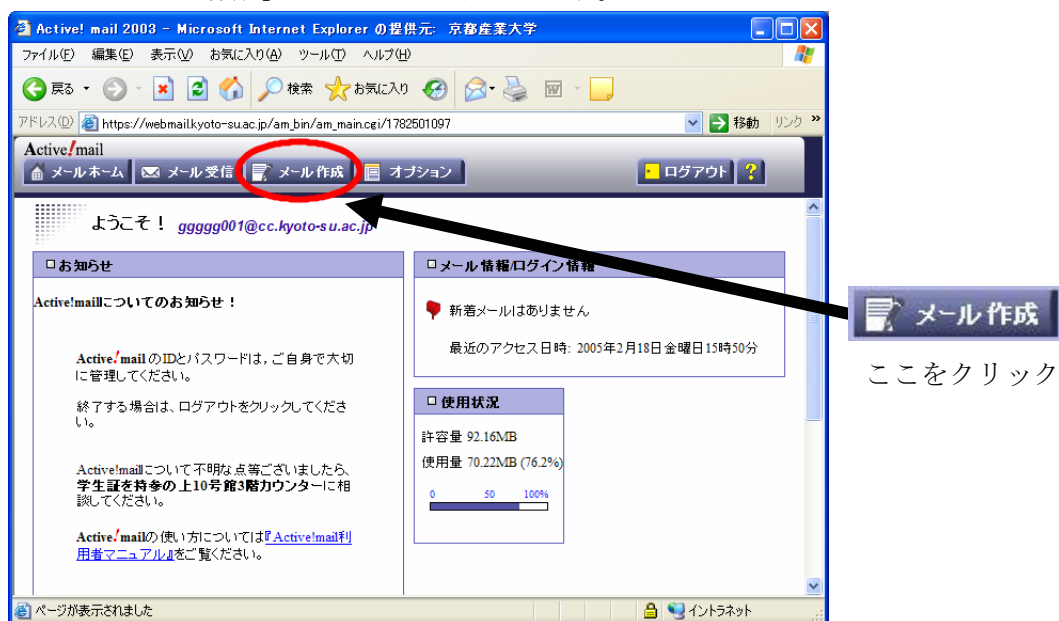 Active! mail 2003 - Microsoft Internet Explorer の提供元: 京都産業大学
ファイル(F) 編集(E) 表示(V) お気に入り(A) ツール(T) ヘルプ(H)
戻る 検索 お気に入り
アドレス(D) https://webmail.kyoto-su.ac.jp/am_bin/am_main.cgi/1782501097 移動 リンク »
Active!mail
メールホーム メール受信 メール作成 オプション ログアウト ?
ようこそ! ggggg001@cc.kyoto-su.ac.jp
お知らせ
Active!mailについてのお知らせ!
Active!mail のIDとパスワードは, ご自身で大切
に管理してください。
終了する場合は、ログアウトをクリックしてくださ
い。
Active!mailについて不明な点等ございましたら、
学生証を持参の上10号館3階カウンターに相
談してください。
Active!mailの使い方については『Active!mail利
用者マニュアル』をご覧ください。
メール情報/ログイン情報
新着メールはありません
最近のアクセス日時: 2005年2月18日金曜日15時50分
使用状況
許容量 92.16MB
使用量 70.22MB (76.2%)
0 50 100%
メール作成
ここをクリック
ページが表示されました イントラネット